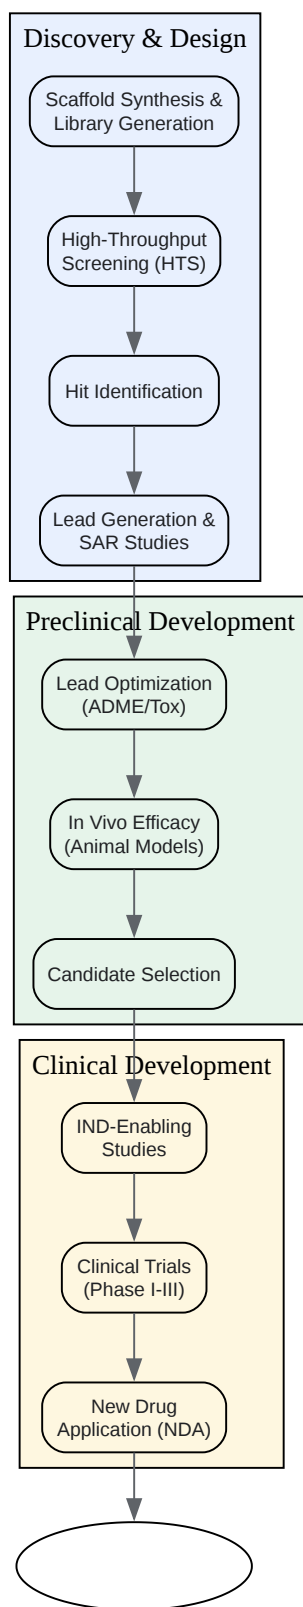 Discovery & Design
Scaffold Synthesis &
Library Generation
High-Throughput
Screening (HTS)
Hit Identification
Lead Generation &
SAR Studies
Preclinical Development
Lead Optimization
(ADME/Tox)
In Vivo Efficacy
(Animal Models)
Candidate Selection
Clinical Development
IND-Enabling
Studies
Clinical Trials
(Phase I-III)
New Drug
Application (NDA)